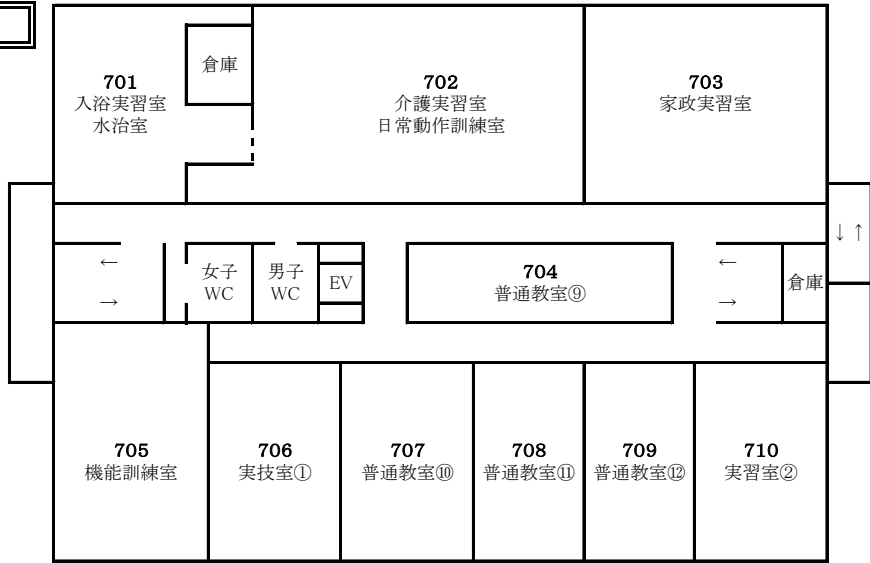 倉庫
701
入浴実習室
水治室
702
介護実習室
日常動作訓練室
703
家政実習室
↓↑
←
→
女子
WC
男子
WC
EV
704
普通教室⑨
←
→
倉庫
705
機能訓練室
706
実技室①
707
普通教室⑩
708
普通教室⑪
709
普通教室⑫
710
実習室②